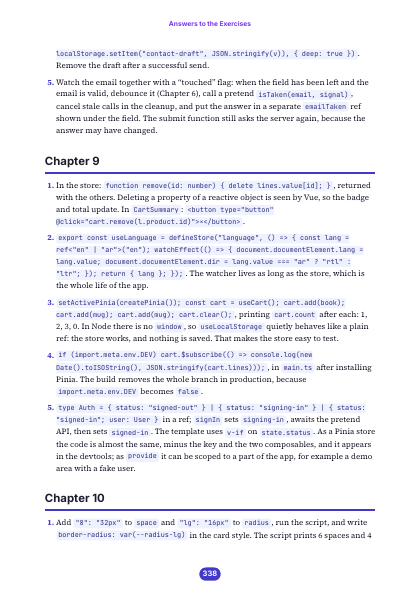 Answers to the Exercises
localStorage.setItem("contact-draft", JSON.stringify(v)), { deep: true }).
Remove the draft after a successful send.
5. Watch the email together with a “touched” flag: when the field has been left and the
email is valid, debounce it (Chapter 6), call a pretend isTaken(email, signal),
cancel stale calls in the cleanup, and put the answer in a separate emailTaken ref
shown under the field. The submit function still asks the server again, because the
answer may have changed.
Chapter 9
1. In the store: function remove(id: number) { delete lines.value[id]; }, returned
with the others. Deleting a property of a reactive object is seen by Vue, so the badge
and total update. In CartSummary: <button type="button"
@click="cart.remove(l.product.id)">×</button>.
2. export const useLanguage = defineStore("language", () => { const lang =
ref<"en" | "ar">("en"); watchEffect(() => { document.documentElement.lang =
lang.value; document.documentElement.dir = lang.value === "ar" ? "rtl" :
"ltr"; }); return { lang }; });. The watcher lives as long as the store, which is
the whole life of the app.
3. setActivePinia(createPinia()); const cart = useCart(); cart.add(book);
cart.add(mug); cart.add(mug); cart.clear();, printing cart.count after each: 1,
2, 3, 0. In Node there is no window, so useLocalStorage quietly behaves like a plain
ref: the store works, and nothing is saved. That makes the store easy to test.
4. if (import.meta.env.DEV) cart.$subscribe(() => console.log(new
Date().toISOString(), JSON.stringify(cart.lines)));, in main.ts after installing
Pinia. The build removes the whole branch in production, because
import.meta.env.DEV becomes false.
5. type Auth = { status: "signed-out" } | { status: "signing-in" } | { status:
"signed-in"; user: User } in a ref; signIn sets signing-in, awaits the pretend
API, then sets signed-in. The template uses v-if on state.status. As a Pinia store
the code is almost the same, minus the key and the two composables, and it appears
in the devtools; as provide it can be scoped to a part of the app, for example a demo
area with a fake user.
Chapter 10
1. Add "8": "32px" to space and "lg": "16px" to radius, run the script, and write
border-radius: var(--radius-lg) in the card style. The script prints 6 spaces and 4
338